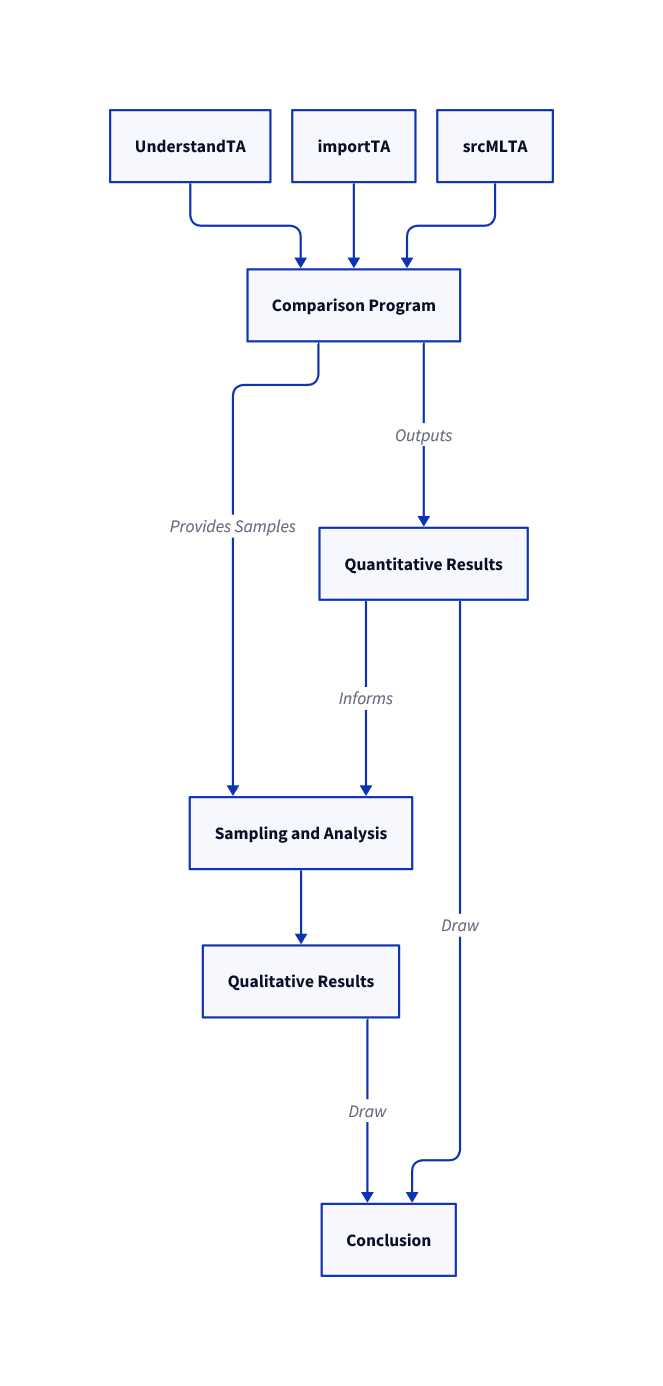 UnderstandTA
importTA
srcMLTA
Comparison Program
Outputs
Provides Samples
Quantitative Results
Informs
Sampling and Analysis
Draw
Qualitative Results
Draw
Conclusion